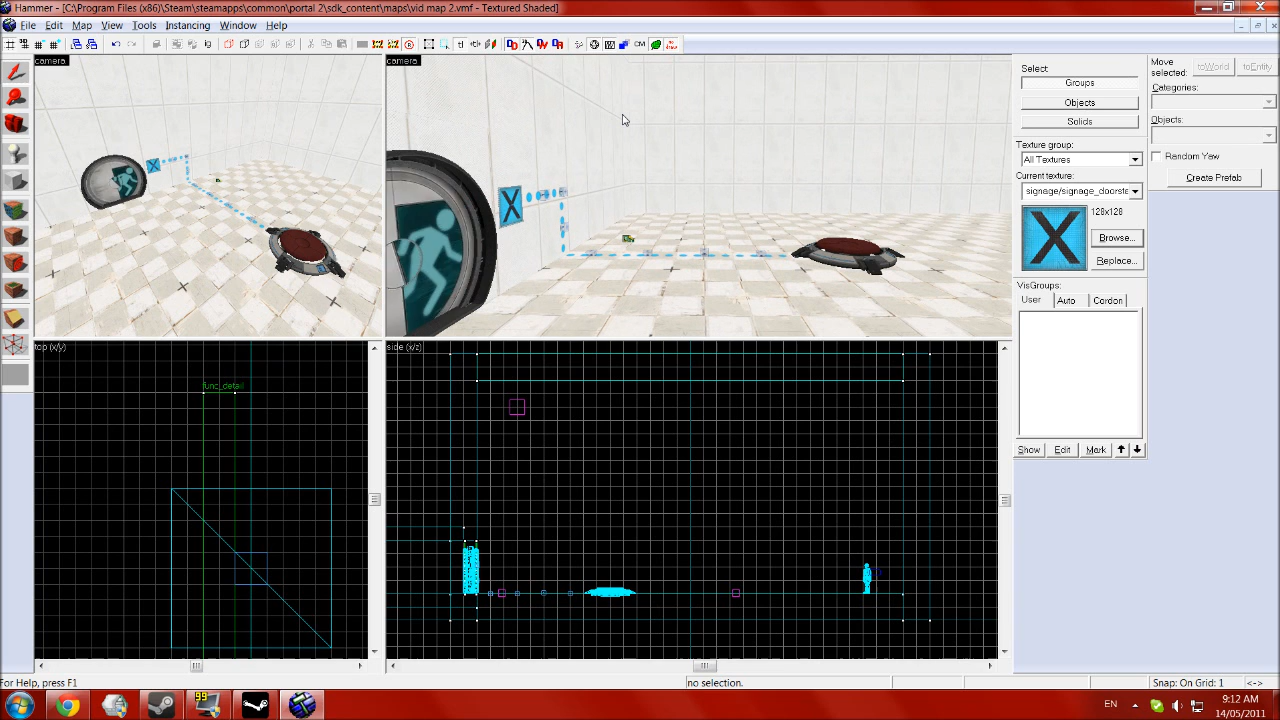 Hammer - [C:\Program Files (x86)\Steam\steamapps\common\portal 2\sdk_content\maps\vid map 2.vmf - Textured Shaded]
File Edit Map View Tools Instancing Window Help
CM
camera
camera
X
X
top (x/y)
func_detail
side (x/z)
Select:
Groups
Objects
Solids
Texture group:
All Textures
Current texture:
signage/signage_doorsta
128x128
X
Browse...
Replace...
VisGroups:
User Auto Cordon
Show Edit Mark
Move selected:
toWorld toEntity
Categories:
Objects:
Random Yaw
Create Prefab
For Help, press F1
no selection.
Snap: On Grid: 1
<->
99
EN
9:12 AM
14/05/2011